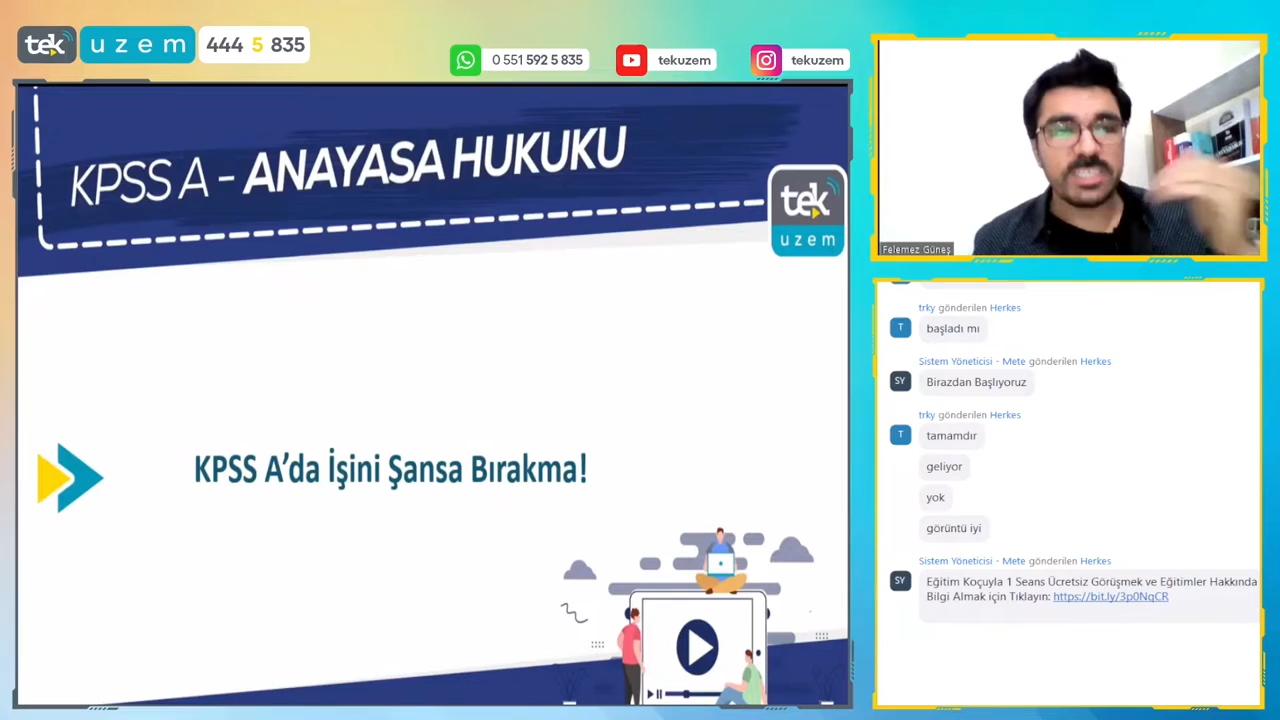 tek
uzem
444 5 835
0 551 592 5 835
tekuzem
tekuzem
KPSS A - ANAYASA HUKUKU
tek
uzem
KPSS A’da İşini Şansa Bırakma!
Felemez Güneş
trky gönderilen Herkes
T
başladı mı
Sistem Yöneticisi - Mete gönderilen Herkes
SY
Birazdan Başlıyoruz
trky gönderilen Herkes
T
tamamdır
geliyor
yok
görüntü iyi
Sistem Yöneticisi - Mete gönderilen Herkes
SY
Eğitim Koçuyla 1 Seans Ücretsiz Görüşmek ve Eğitimler Hakkında
Bilgi Almak için Tıklayın: https://bit.ly/3p0NqCR